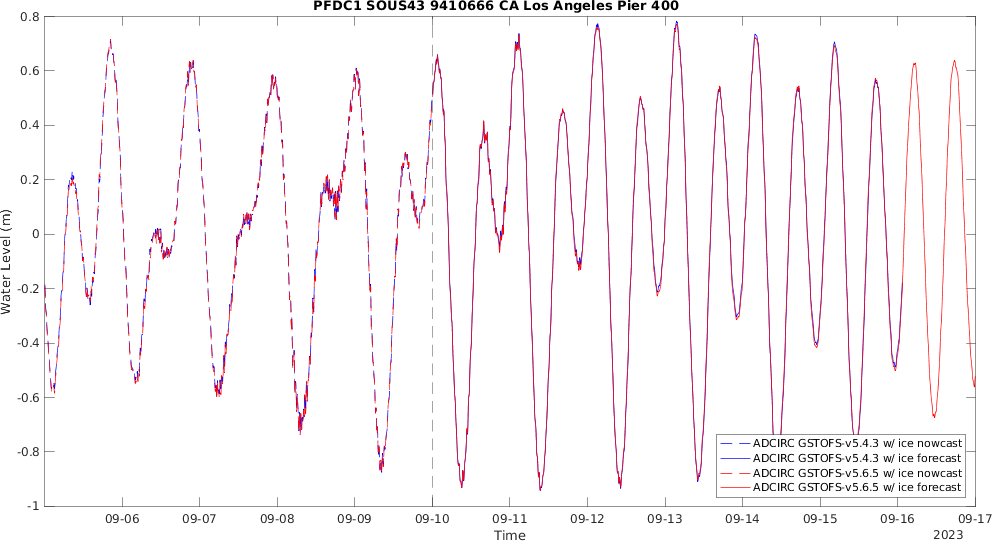 PFDC1 SOUS43 9410666 CA Los Angeles Pier 400
0.8
0.6
0.4
0.2
0
-0.2
-0.4
-0.6
-0.8
-1
Water Level (m)
ADCIRC GSTOFS-v5.4.3 w/ ice nowcast
ADCIRC GSTOFS-v5.4.3 w/ ice forecast
ADCIRC GSTOFS-v5.6.5 w/ ice nowcast
ADCIRC GSTOFS-v5.6.5 w/ ice forecast
09-06 09-07 09-08 09-09 09-10 09-11 09-12 09-13 09-14 09-15 09-16 09-17
Time
2023